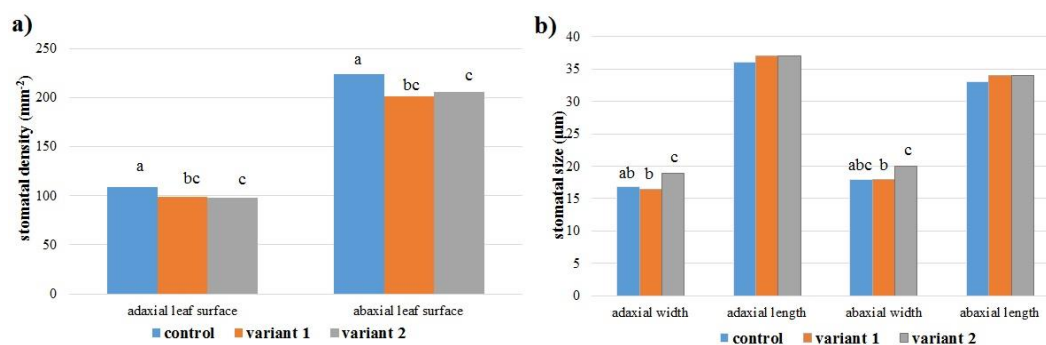 a)
stomatal density (mm-2)
250
200
150
100
50
0
a
bc
c
a
bc
c
adaxial leaf surface
abaxial leaf surface
control
variant 1
variant 2
b)
stomatal size (µm)
40
35
30
25
20
15
10
5
0
ab
b
c
abc
b
c
adaxial width
adaxial length
abaxial width
abaxial length
control
variant 1
variant 2